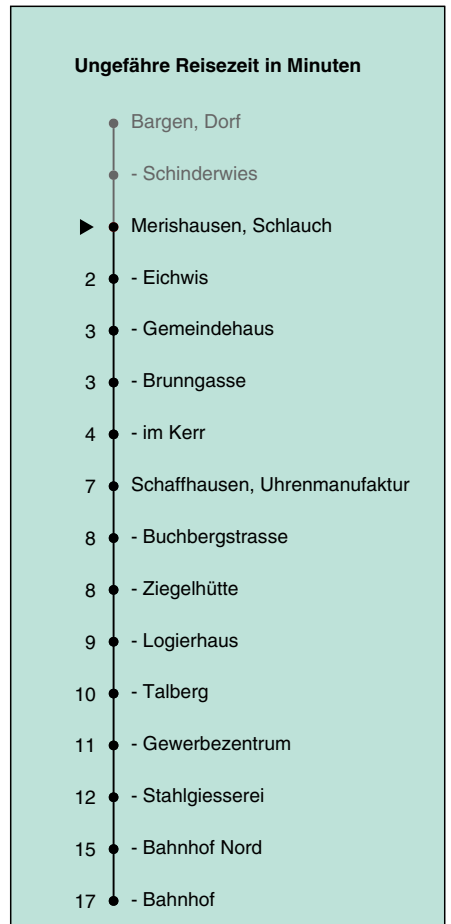 Ungefähre Reisezeit in Minuten
Bargen, Dorf
- Schinderwies
Merishausen, Schlauch
2 - Eichwis
3 - Gemeindehaus
3 - Brunngasse
4 - im Kerr
7 Schaffhausen, Uhrenmanufaktur
8 - Buchbergstrasse
8 - Ziegelhütte
9 - Logierhaus
10 - Talberg
11 - Gewerbezentrum
12 - Stahlgiesserei
15 - Bahnhof Nord
17 - Bahnhof